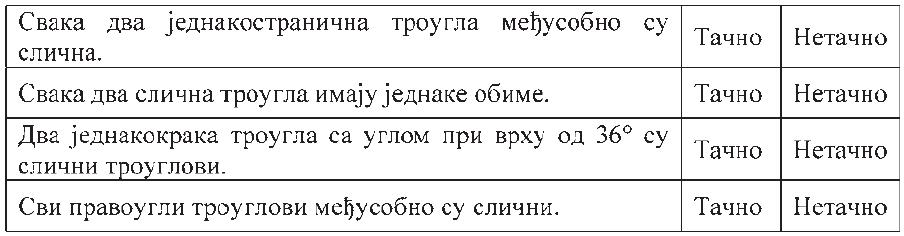 Свака два једнакостранична троугла међусобно су слична. Тачно Нетачно
Свака два слична троугла имају једнаке обиме. Тачно Нетачно
Два једнакокрака троугла са углом при врху од 36° су слични троуглови. Тачно Нетачно
Сви правоугли троуглови међусобно су слични. Тачно Нетачно